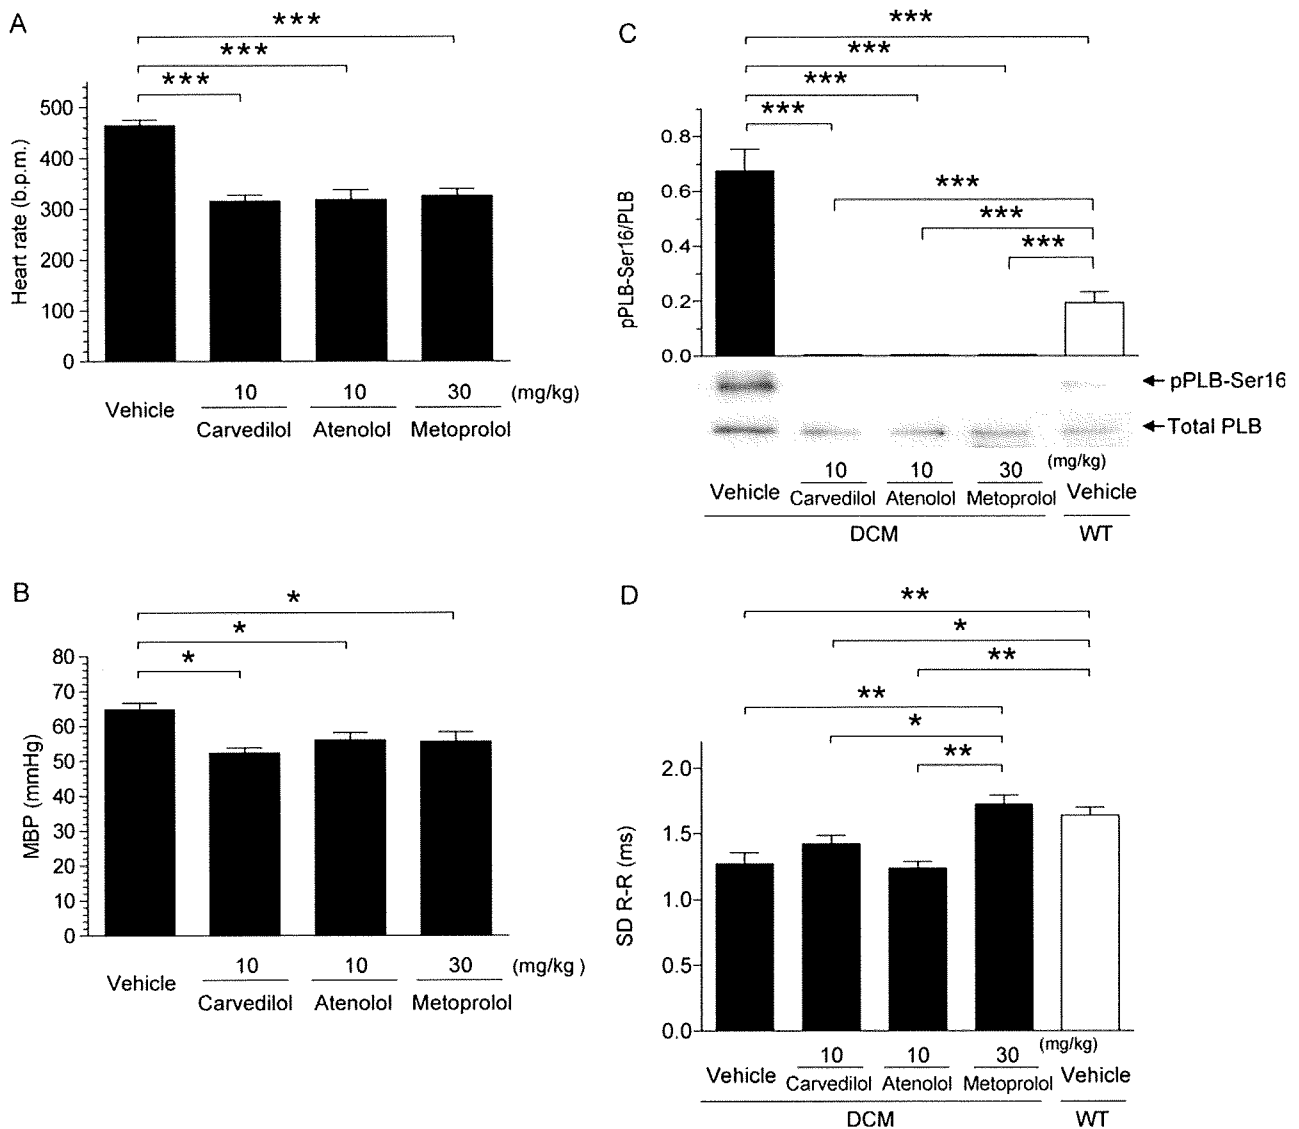 A
***
***
***
Heart rate (b.p.m.)
500
400
300
200
100
0
10 10 30 (mg/kg)
Vehicle
Carvedilol Atenolol Metoprolol
B
*
*
*
MBP (mmHg)
80
70
60
50
40
30
20
10
0
10 10 30 (mg/kg )
Vehicle
Carvedilol Atenolol Metoprolol
C
***
***
***
***
***
***
***
pPLB-Ser16/PLB
0.8
0.6
0.4
0.2
0.0
pPLB-Ser16
Total PLB
10 10 30 (mg/kg)
Vehicle Carvedilol Atenolol Metoprolol Vehicle
DCM WT
D
**
*
**
**
*
**
SD R-R (ms)
2.0
1.5
1.0
0.5
0.0
10 10 30 (mg/kg)
Vehicle Carvedilol Atenolol Metoprolol Vehicle
DCM WT